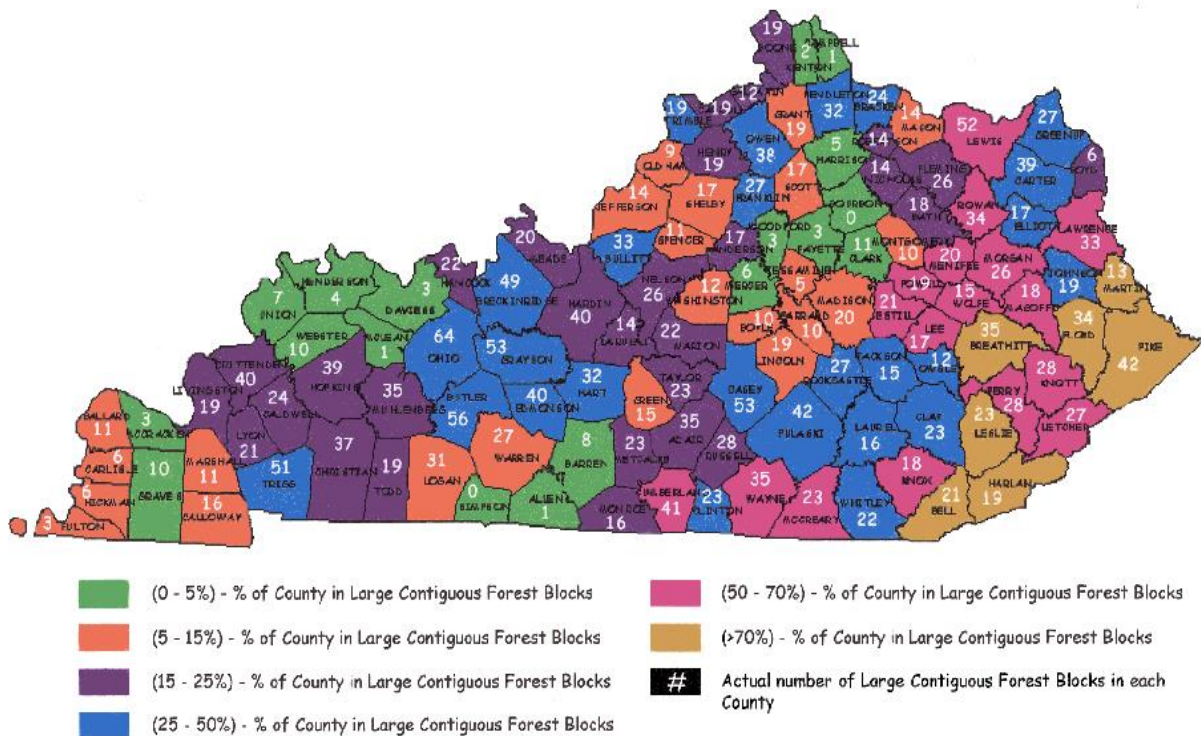 19
BOONE
2
KENTON
CAMPBELL
1
12
19
19
TRIMBLE
GRANT
19
PENDLETON
32
24
BRACKEN
14
MASON
52
LEWIS
27
GREENUP
6
BOYD
9
OLDHAM
HENRY
19
OWEN
38
5
HARRISON
14
14
NICHOLAS
FLEMING
26
39
CARTER
14
JEFFERSON
17
SHELBY
27
FRANKLIN
17
SCOTT
BOURBON
0
18
BATH
ROWAN
34
17
ELLIOTT
LAWRENCE
33
11
SPENCER
17
ANDERSON
WOODFORD
3
3
FAYETTE
11
CLARK
MONTGOMERY
10
20
MENIFEE
MORGAN
26
JOHNSON
19
13
MARTIN
20
MEADE
33
BULLITT
NELSON
26
12
WASHINGTON
6
MERCER
JESSAMINE
5
MADISON
20
21
ESTILL
19
POWELL
15
WOLFE
18
MAGOFFIN
34
FLOYD
PIKE
42
22
HANCOCK
49
BRECKINRIDGE
HARDIN
40
14
LARUE
22
MARION
10
BOYLE
GARRARD
10
19
LINCOLN
LEE
17
35
BREATHITT
7
UNION
HENDERSON
4
3
DAVIESS
WEBSTER
10
MCLEAN
1
64
OHIO
53
GRAYSON
32
HART
TAYLOR
23
CASEY
53
27
ROCKCASTLE
JACKSON
15
12
OWSLEY
PERRY
28
28
KNOTT
27
LETCHER
CRITTENDEN
40
LIVINGSTON
19
39
HOPKINS
24
CALDWELL
35
MUHLENBERG
BUTLER
56
40
EDMONSON
GREEN
15
35
ADAIR
42
PULASKI
LAUREL
16
CLAY
23
23
LESLIE
BALLARD
11
3
MCCRACKEN
LYON
21
37
CHRISTIAN
19
TODD
31
LOGAN
27
WARREN
8
BARREN
23
METCALFE
28
RUSSELL
18
KNOX
HARLAN
19
6
CARLISLE
10
GRAVES
MARSHALL
11
51
TRIGG
0
SIMPSON
ALLEN
1
MONROE
16
41
23
CLINTON
35
WAYNE
23
MCCREARY
WHITLEY
22
21
BELL
6
HICKMAN
3
FULTON
16
CALLOWAY
(0 - 5%) - % of County in Large Contiguous Forest Blocks
(5 - 15%) - % of County in Large Contiguous Forest Blocks
(15 - 25%) - % of County in Large Contiguous Forest Blocks
(25 - 50%) - % of County in Large Contiguous Forest Blocks
(50 - 70%) - % of County in Large Contiguous Forest Blocks
(>70%) - % of County in Large Contiguous Forest Blocks
# Actual number of Large Contiguous Forest Blocks in each
County